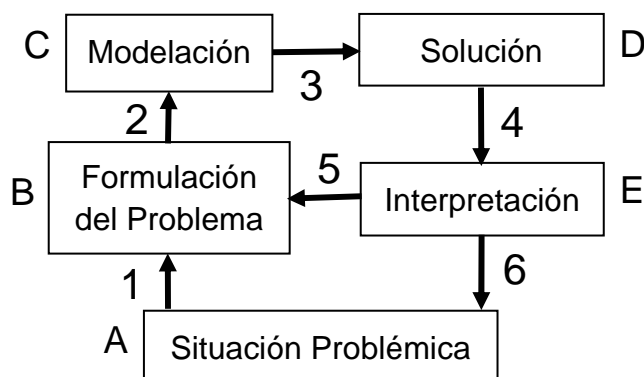 C
Modelación
3
Solución
D
2
4
B
Formulación
del Problema
5
Interpretación
E
1
6
A
Situación Problémica